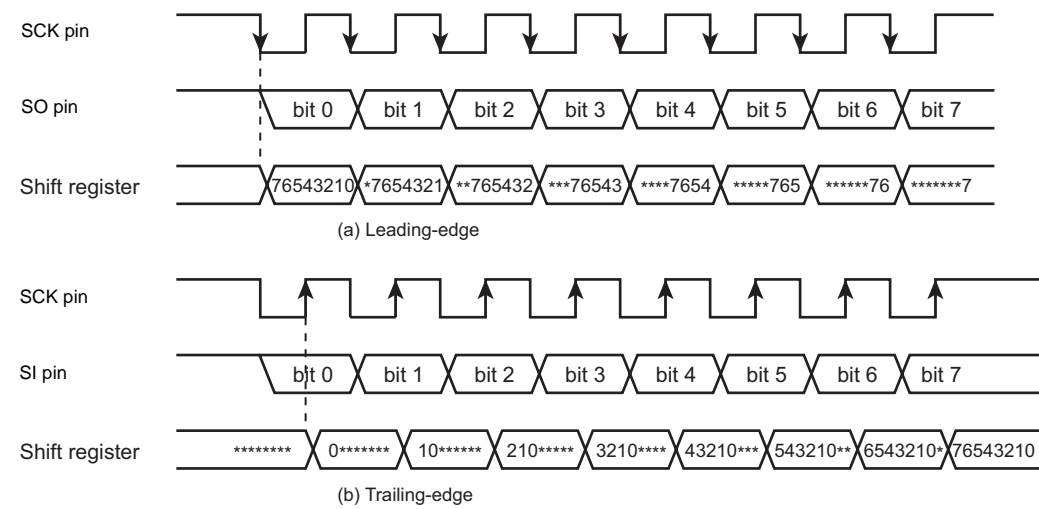 SCK pin
SO pin bit 0 bit 1 bit 2 bit 3 bit 4 bit 5 bit 6 bit 7
Shift register 76543210 *7654321 **765432 ***76543 ****7654 *****765 ******76 *******7
(a) Leading-edge
SCK pin
SI pin bit 0 bit 1 bit 2 bit 3 bit 4 bit 5 bit 6 bit 7
Shift register ******** 0******* 10****** 210***** 3210**** 43210*** 543210** 6543210* 76543210
(b) Trailing-edge